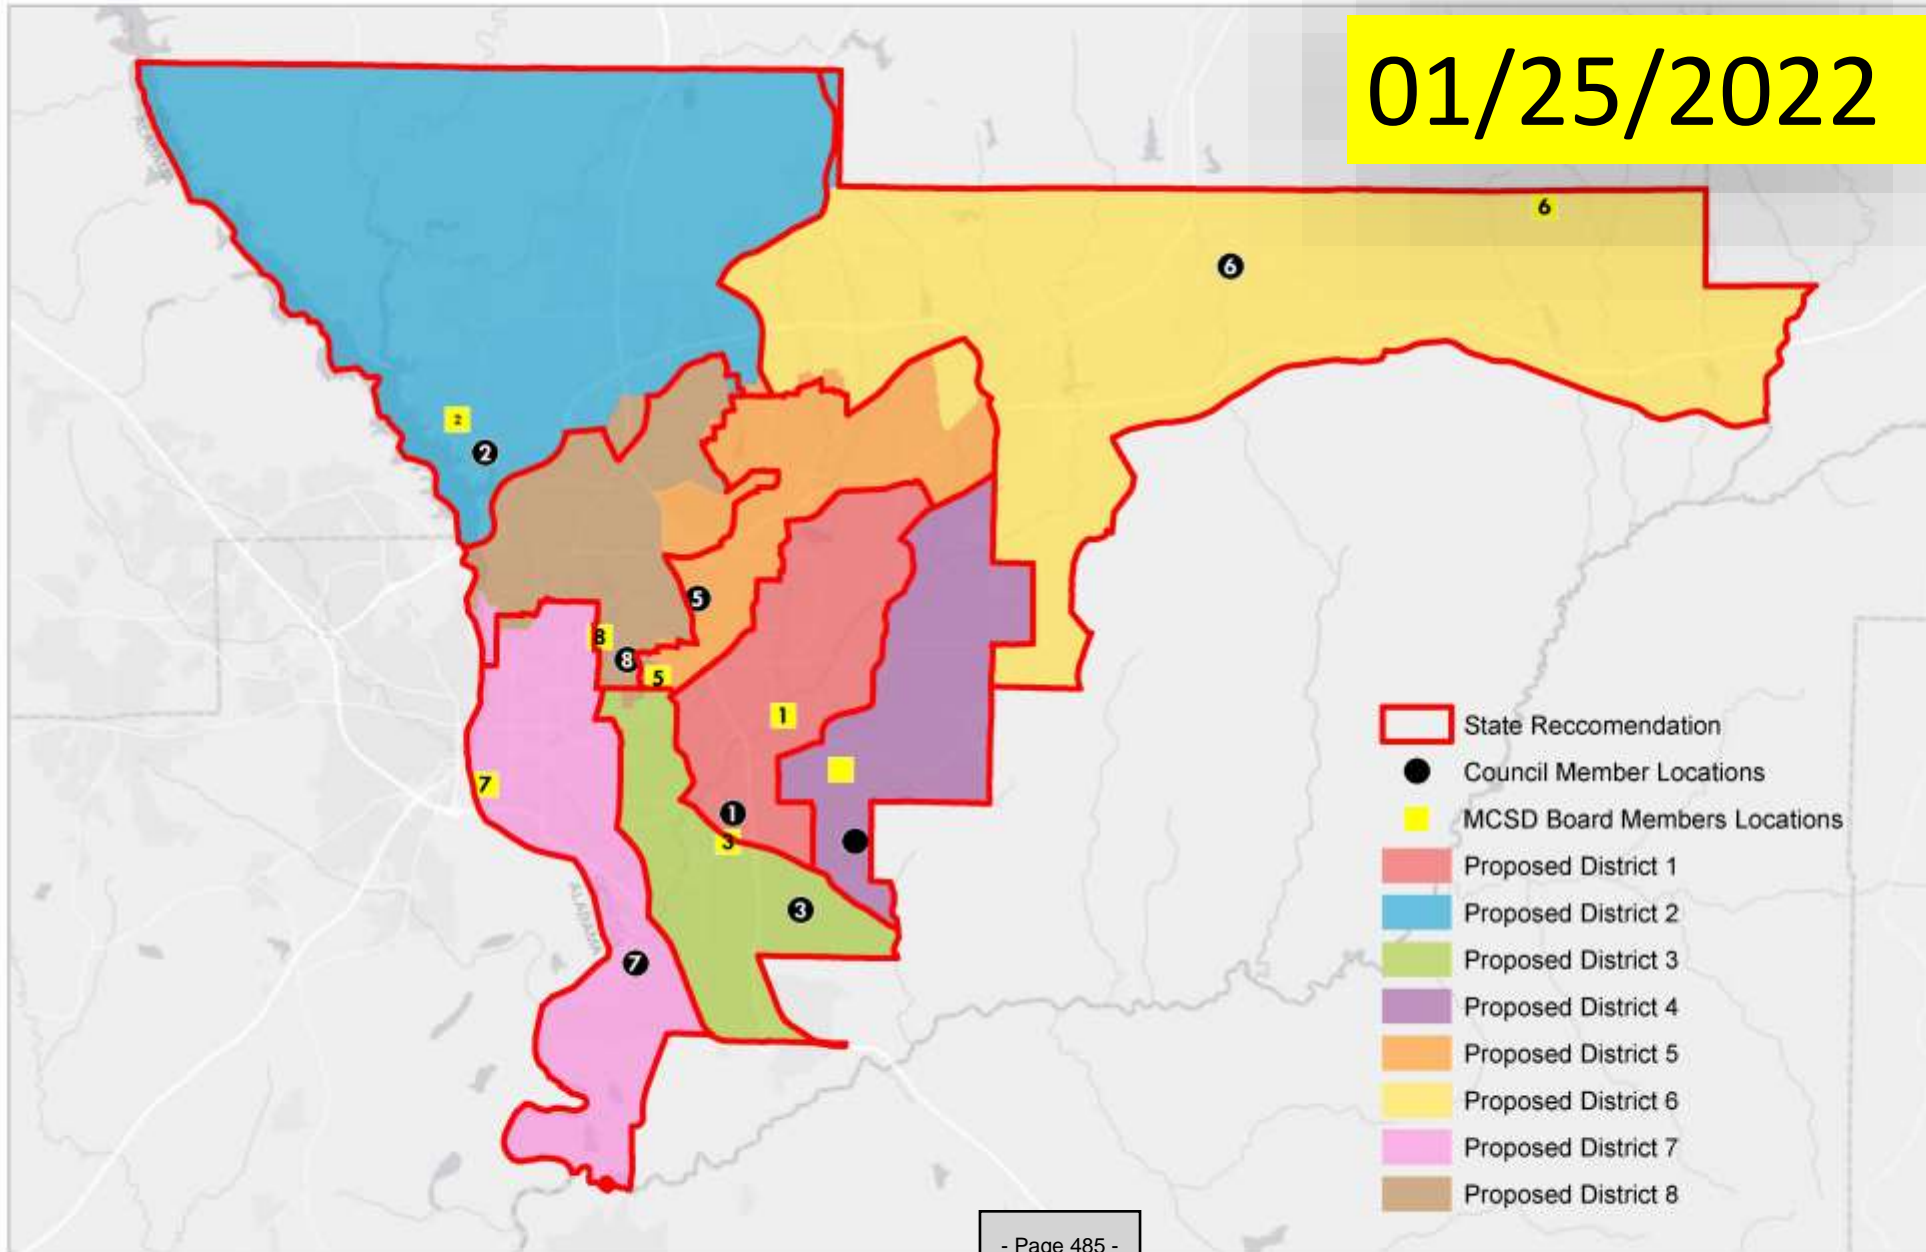 01/25/2022
ALABAMA
6
6
2
2
5
8
8
5
1
7
1
3
3
ALABAMA
7
State Reccomendation
Council Member Locations
MCSD Board Members Locations
Proposed District 1
Proposed District 2
Proposed District 3
Proposed District 4
Proposed District 5
Proposed District 6
Proposed District 7
Proposed District 8
- Page 485 -